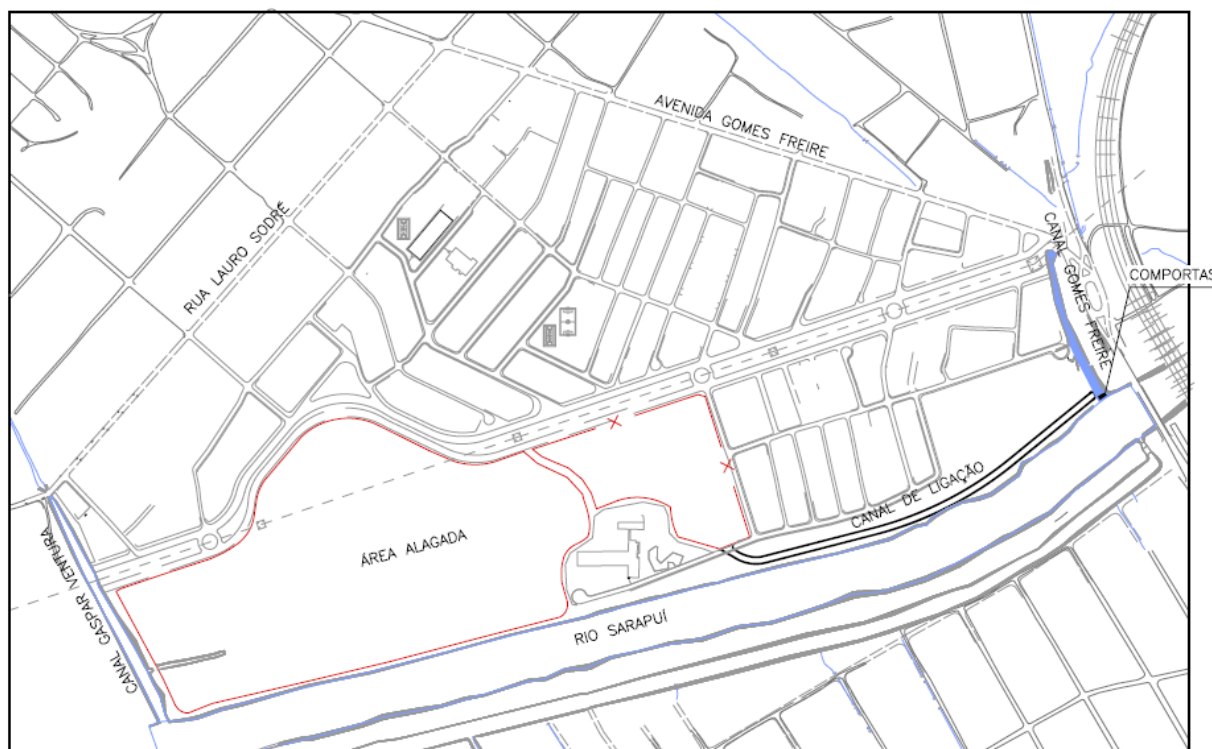 AVENIDA GOMES FREIRE
RUA LAURO SODRÉ
CANAL GOMES FREIRE
COMPORTAS
CANAL DE LIGAÇÃO
ÁREA ALAGADA
CANAL GASPAR VENTURA
RIO SARAPUÍ